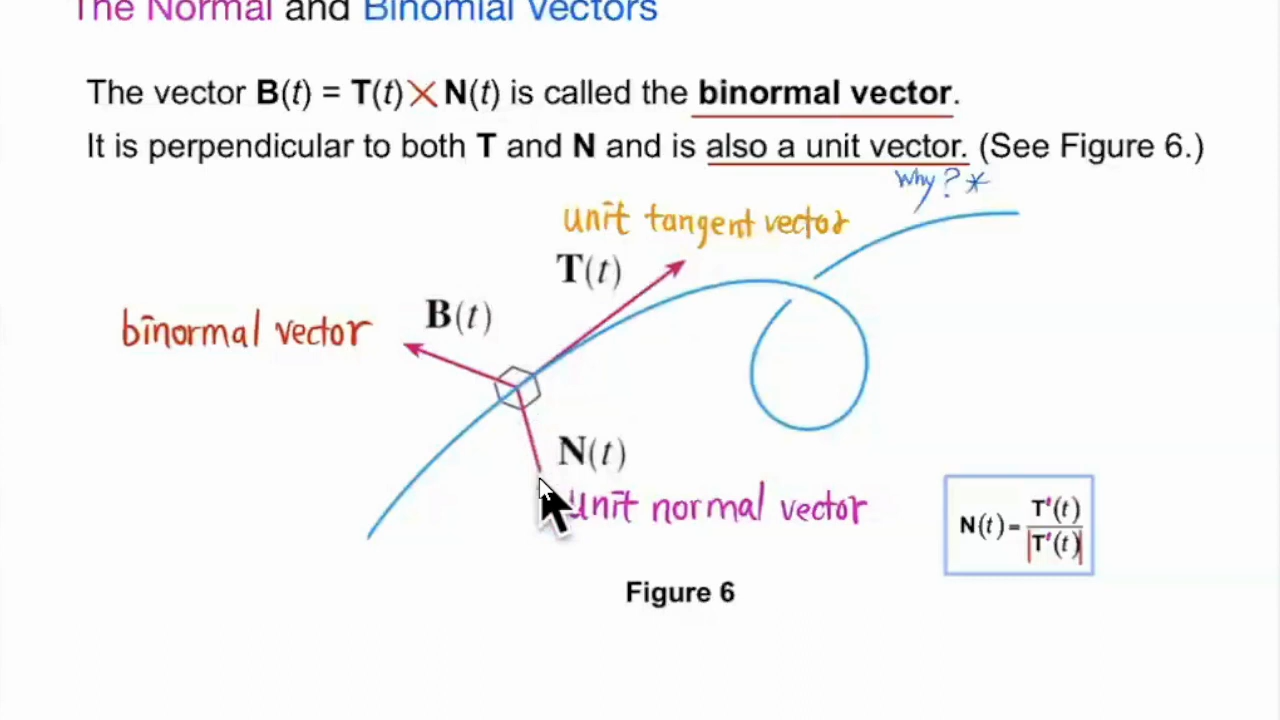 The Normal and Binomial Vectors
The vector B(t) = T(t)×N(t) is called the binormal vector.
It is perpendicular to both T and N and is also a unit vector. (See Figure 6.)
Why? *
unit tangent vector
T(t)
B(t)
binormal vector
N(t)
unit normal vector
N(t) = T'(t) / |T'(t)|
Figure 6